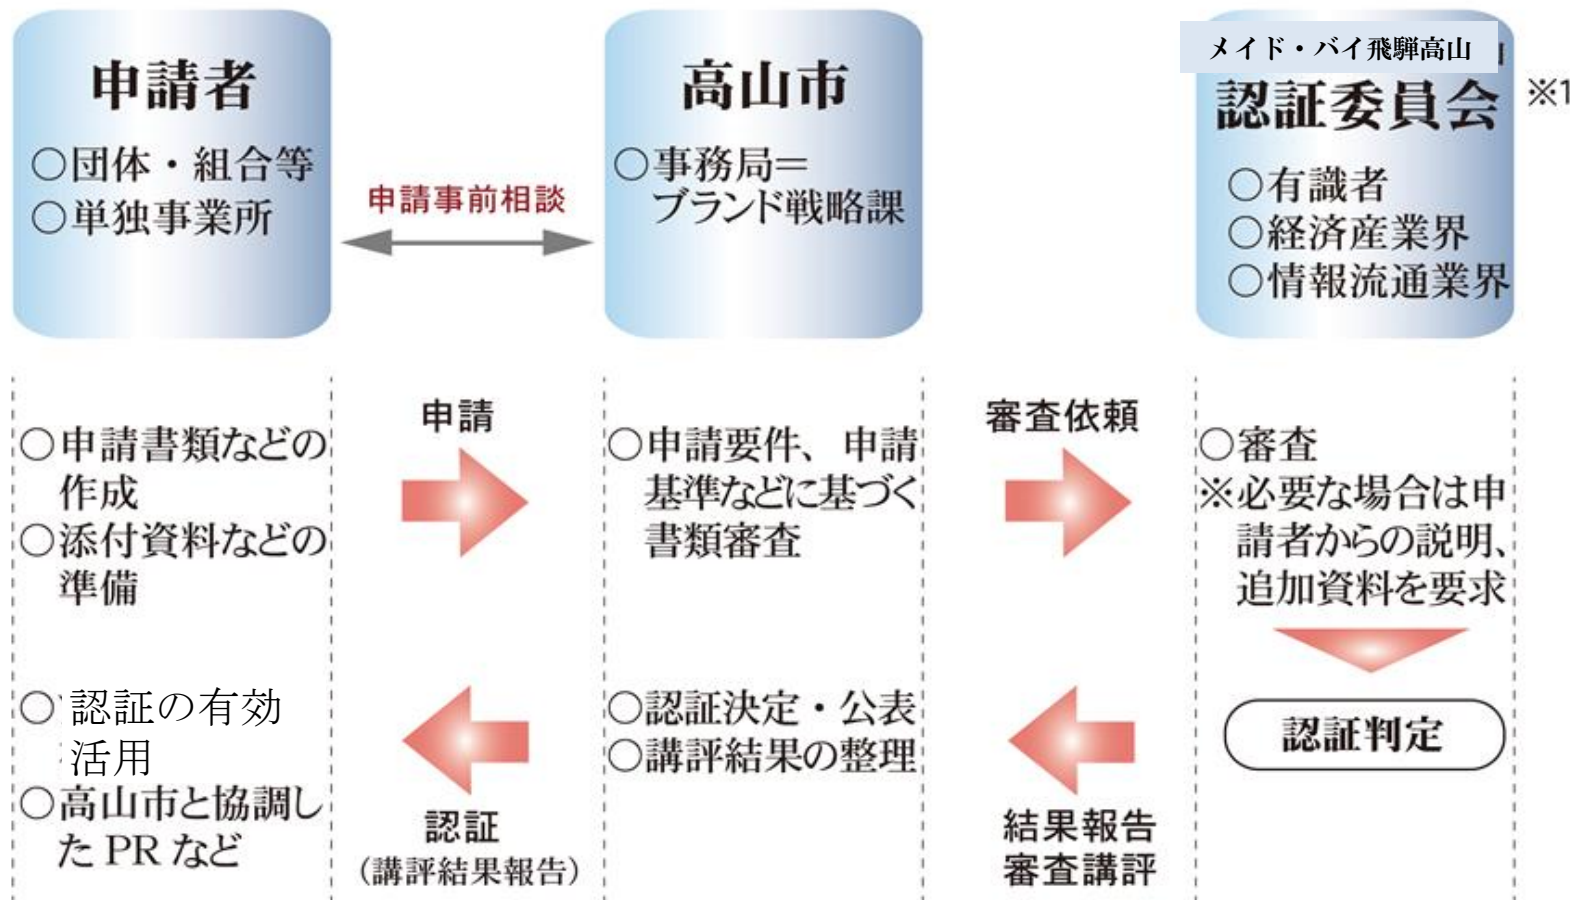 申請者
○団体・組合等
○単独事業所
申請事前相談
高山市
○事務局＝
ブランド戦略課
メイド・バイ飛騨高山
認証委員会
※1
○有識者
○経済産業界
○情報流通業界
○申請書類などの
作成
○添付資料などの
準備
申請
○申請要件、申請
基準などに基づく
書類審査
審査依頼
○審査
※必要な場合は申
請者からの説明、
追加資料を要求
認証判定
結果報告
審査講評
○認証決定・公表
○講評結果の整理
認証
（講評結果報告）
○認証の有効
活用
○高山市と協調し
た PR など